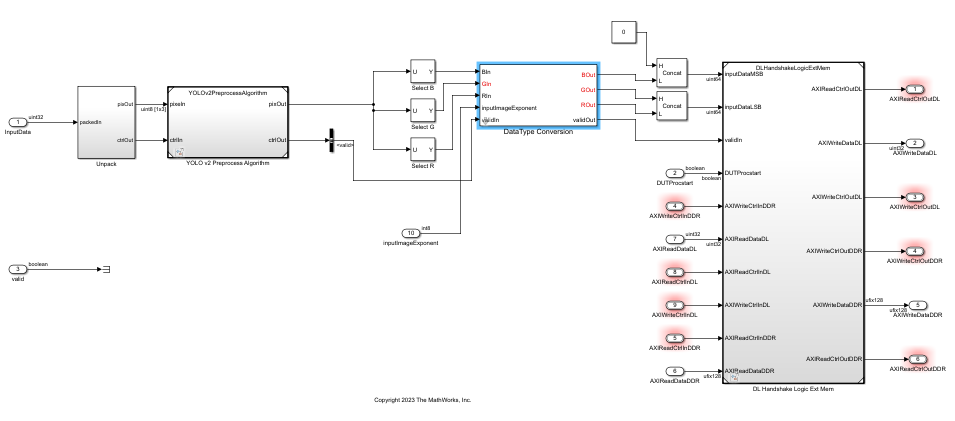 0
H
L
Concat
uint64
H
L
Concat
uint64
1
InputData
uint32
packedIn
pixOut
ctrlOut
Unpack
uint8 [1x3]
YOLOv2PreprocessAlgorithm
pixelIn
pixOut
ctrlIn
ctrlOut
YOLO v2 Preprocess Algorithm
<valid>
U Y
Select B
U Y
Select G
U Y
Select R
BIn
GIn
RIn
inputImageExponent
validIn
BOut
GOut
ROut
validOut
DataType Conversion
10
int8
inputImageExponent
3
boolean
valid
DLHandshakeLogicExtMem
inputDataMSB
inputDataLSB
validIn
DUTProcstart
AXIWriteCtrlInDDR
AXIReadDataDL
AXIReadCtrlInDL
AXIWriteCtrlInDL
AXIReadCtrlInDDR
AXIReadDataDDR
AXIReadCtrlOutDL
AXIWriteDataDL
AXIWriteCtrlOutDL
AXIWriteCtrlOutDDR
AXIWriteDataDDR
AXIReadCtrlOutDDR
DL Handshake Logic Ext Mem
2
boolean
boolean
DUTProcstart
4
AXIWriteCtrlInDDR
7
uint32
uint32
AXIReadDataDL
8
AXIReadCtrlInDL
9
AXIWriteCtrlInDL
5
AXIReadCtrlInDDR
6
ufix128
AXIReadDataDDR
1
AXIReadCtrlOutDL
2
uint32
AXIWriteDataDL
3
AXIWriteCtrlOutDL
4
AXIWriteCtrlOutDDR
ufix128
5
ufix128
AXIWriteDataDDR
6
AXIReadCtrlOutDDR
Copyright 2023 The MathWorks, Inc.